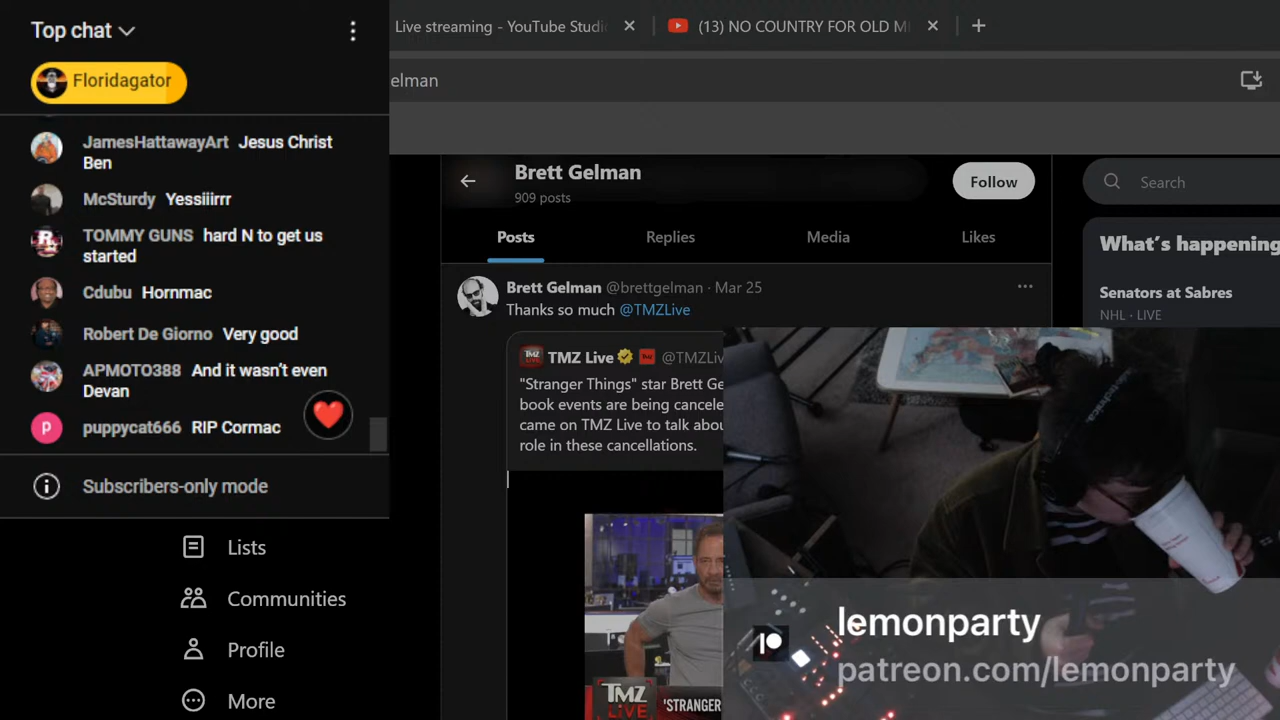 Top chat
Floridagator
JamesHattawayArt Jesus Christ
Ben
McSturdy Yessiiirrr
TOMMY GUNS hard N to get us
started
Cdubu Hornmac
Robert De Giorno Very good
APMOTO388 And it wasn't even
Devan
puppycat666 RIP Cormac
Subscribers-only mode
Lists
Communities
Profile
More
Live streaming - YouTube Studi
(13) NO COUNTRY FOR OLD M
elman
Brett Gelman
909 posts
Follow
Posts
Replies
Media
Likes
Brett Gelman @brettgelman · Mar 25
Thanks so much @TMZLive
TMZ Live @TMZLiv
"Stranger Things" star Brett Ge
book events are being cancele
came on TMZ Live to talk abou
role in these cancellations.
TMZ
LIVE
'STRANGER
Search
What's happening
Senators at Sabres
NHL · LIVE
lemonparty
patreon.com/lemonparty